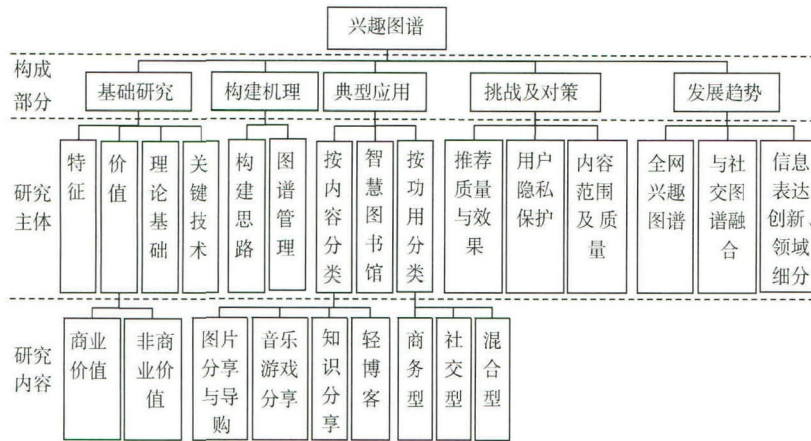 兴趣图谱
构成
部分
基础研究
构建机理
典型应用
挑战及对策
发展趋势
研究
主体
特征
价值
理论基础
关键技术
构建思路
图谱管理
按内容分类
智慧图书馆
按功用分类
推荐
质量
与效
果
用户
隐私
保护
内容
范围
及质
量
全网
兴趣
图谱
与社
交图
谱融
合
信息
表达
创新、
领域
细分
研究
内容
商业
价值
非商
业价
值
图片
分享
与导
购
音乐
游戏
分享
知识分享
轻博客
商务型
社交型
混合型